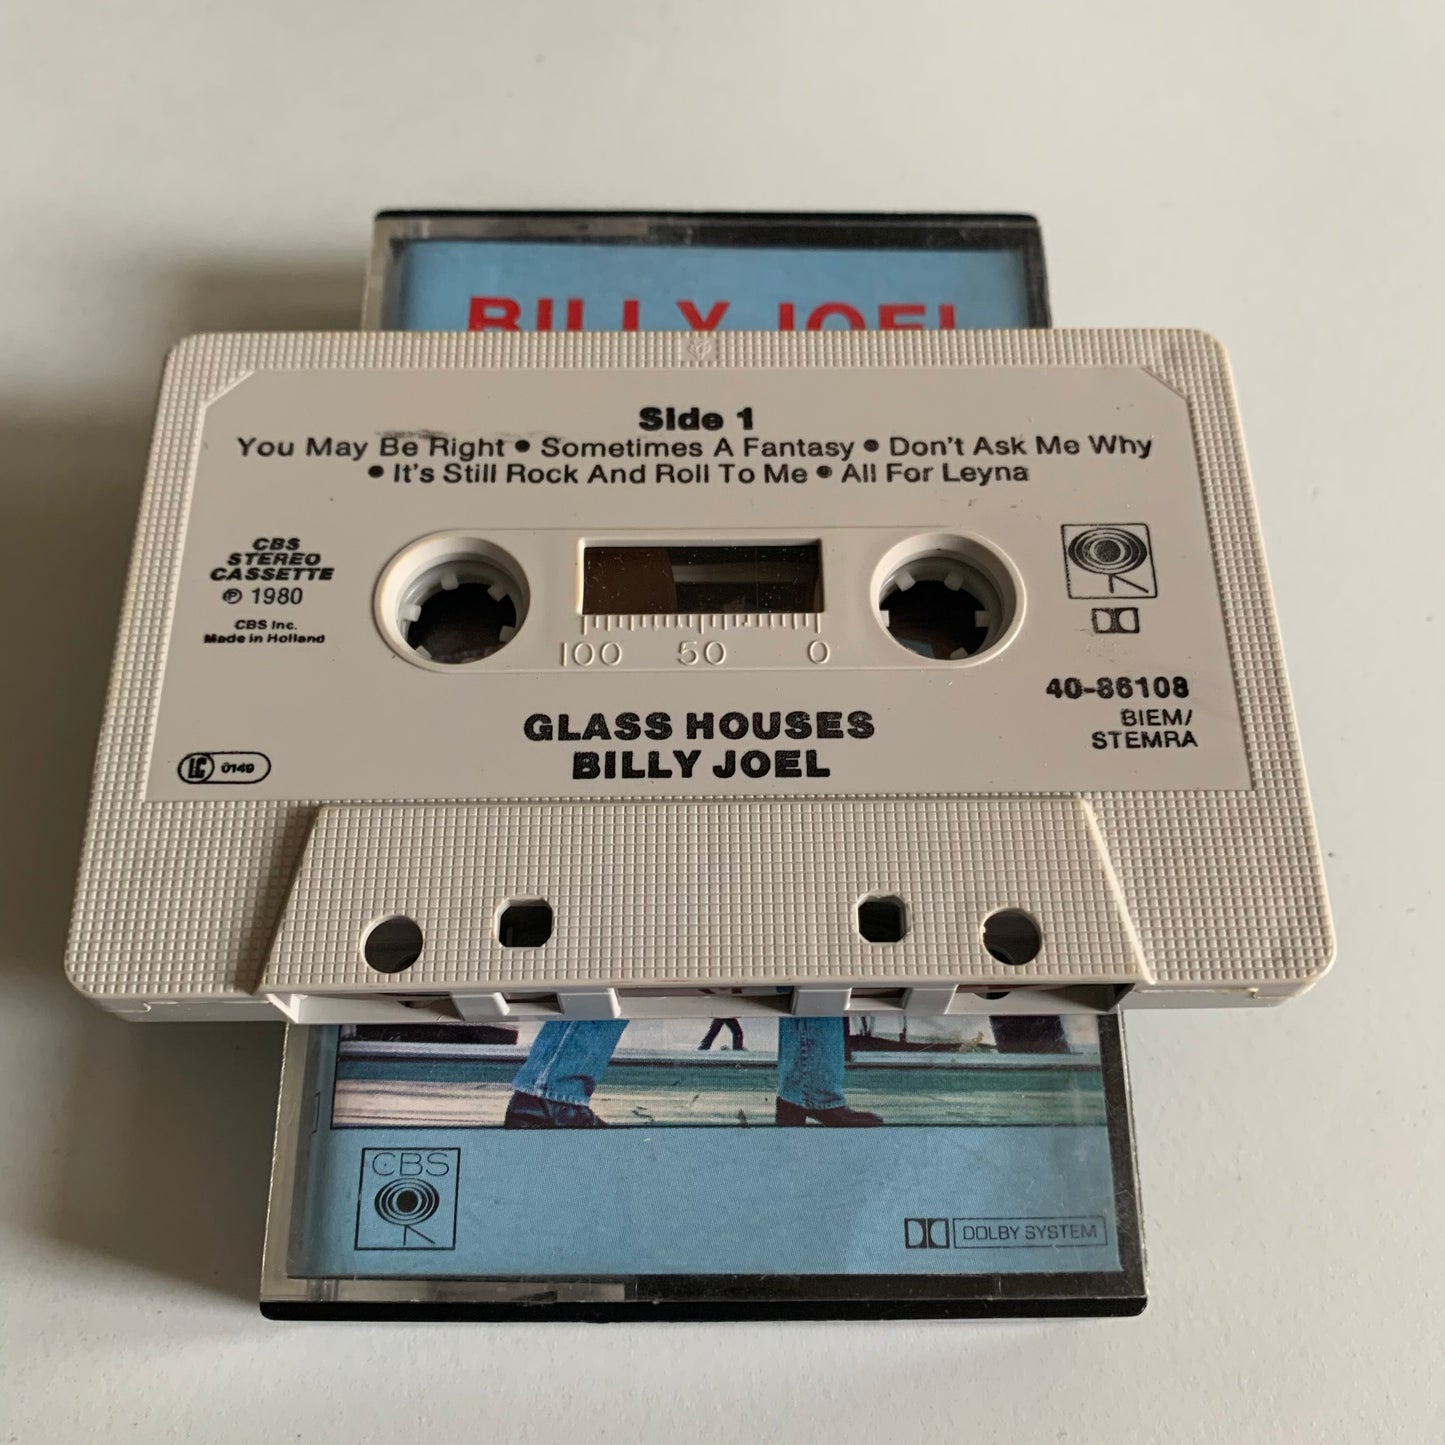 BILLY JOEL
Side 1
You May Be Right • Sometimes A Fantasy • Don't Ask Me Why
• It's Still Rock And Roll To Me • All For Leyna
CBS
STEREO
CASSETTE
℗ 1980
CBS Inc.
Made in Holland
100 50 0
40-86108
BIEM/
STEMRA
GLASS HOUSES
BILLY JOEL
LC 0149
CBS
DOLBY SYSTEM